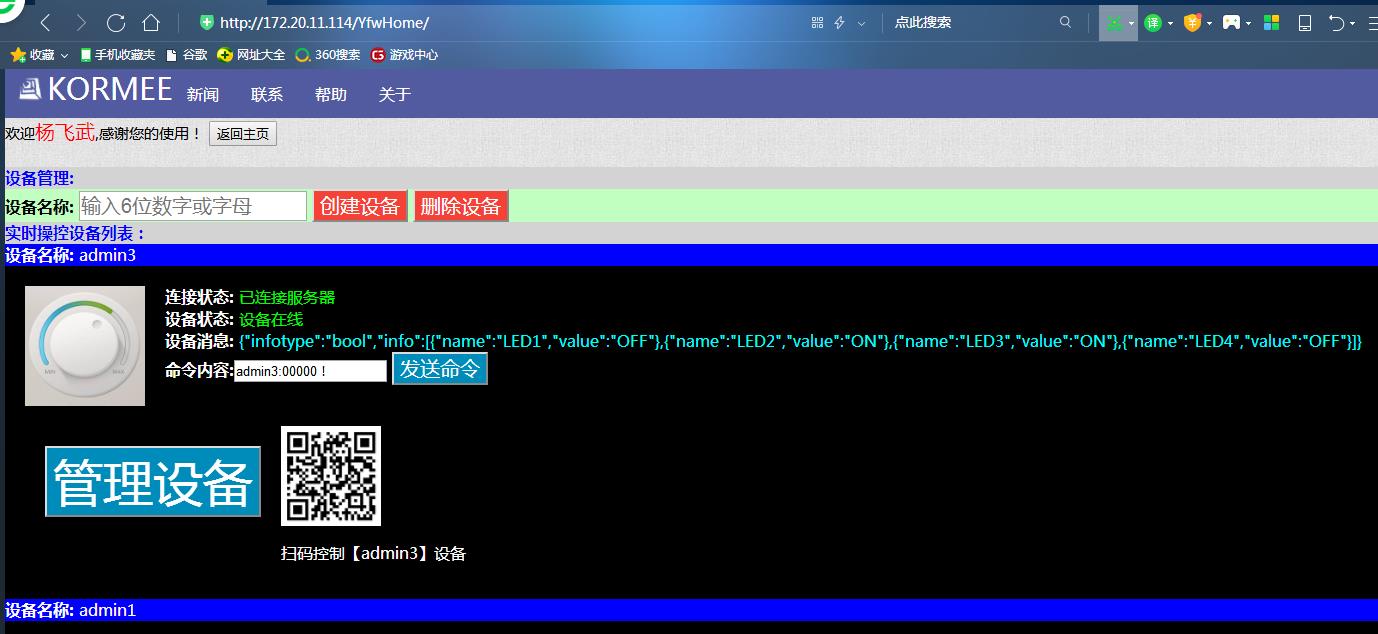 http://172.20.11.114/YfwHome/ 点此搜索 译
收藏 手机收藏夹 谷歌 网址大全 360搜索 游戏中心
KORMEE 新闻 联系 帮助 关于
欢迎杨飞武,感谢您的使用！ 返回主页
设备管理:
设备名称: 输入6位数字或字母 创建设备 删除设备
实时操控设备列表：
设备名称: admin3
连接状态: 已连接服务器
设备状态: 设备在线
设备消息: {"infotype":"bool","info":[{"name":"LED1","value":"OFF"},{"name":"LED2","value":"ON"},{"name":"LED3","value":"ON"},{"name":"LED4","value":"OFF"}]}
MIN MAX
命令内容: admin3:00000！ 发送命令
管理设备
扫码控制【admin3】设备
设备名称: admin1